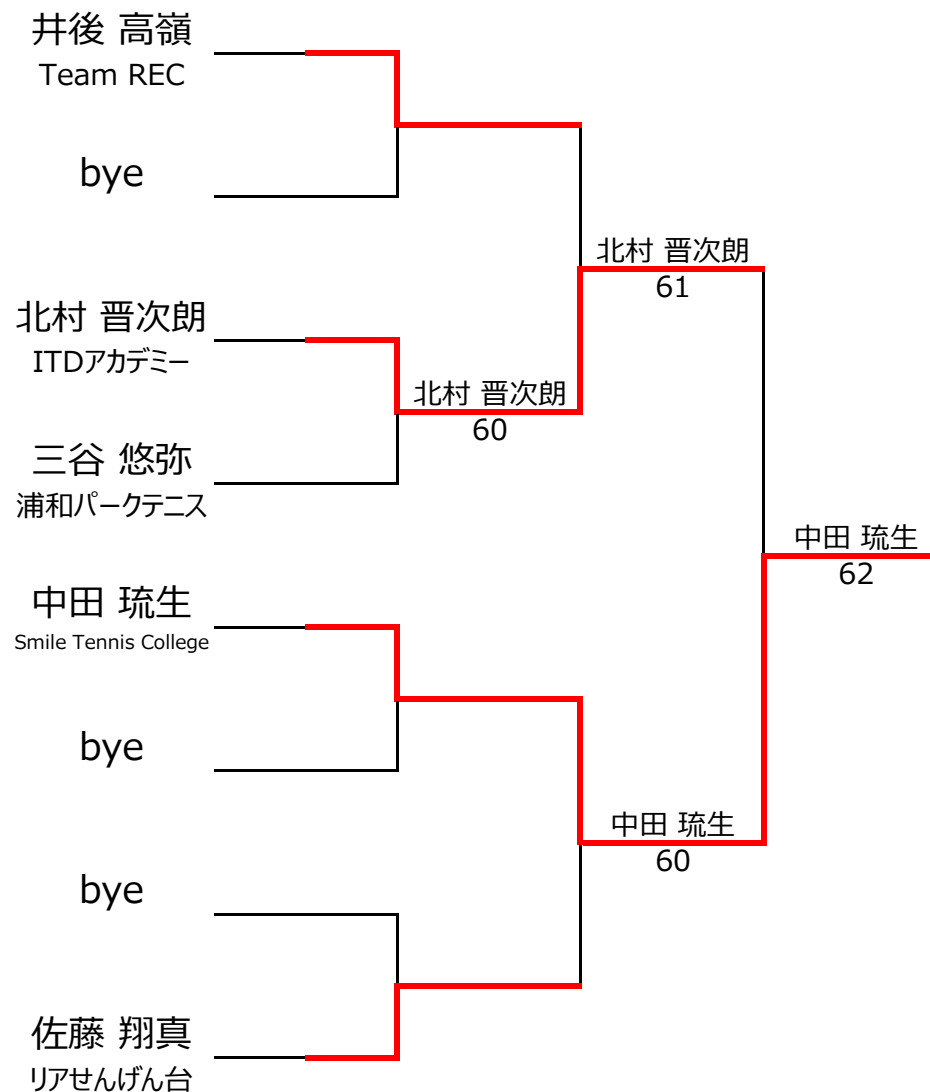 井後 高嶺
Team REC
bye
北村 晋次朗
61
北村 晋次朗
ITDアカデミー
北村 晋次朗
60
三谷 悠弥
浦和パークテニス
中田 琉生
62
中田 琉生
Smile Tennis College
bye
中田 琉生
60
bye
佐藤 翔真
リアせんげん台